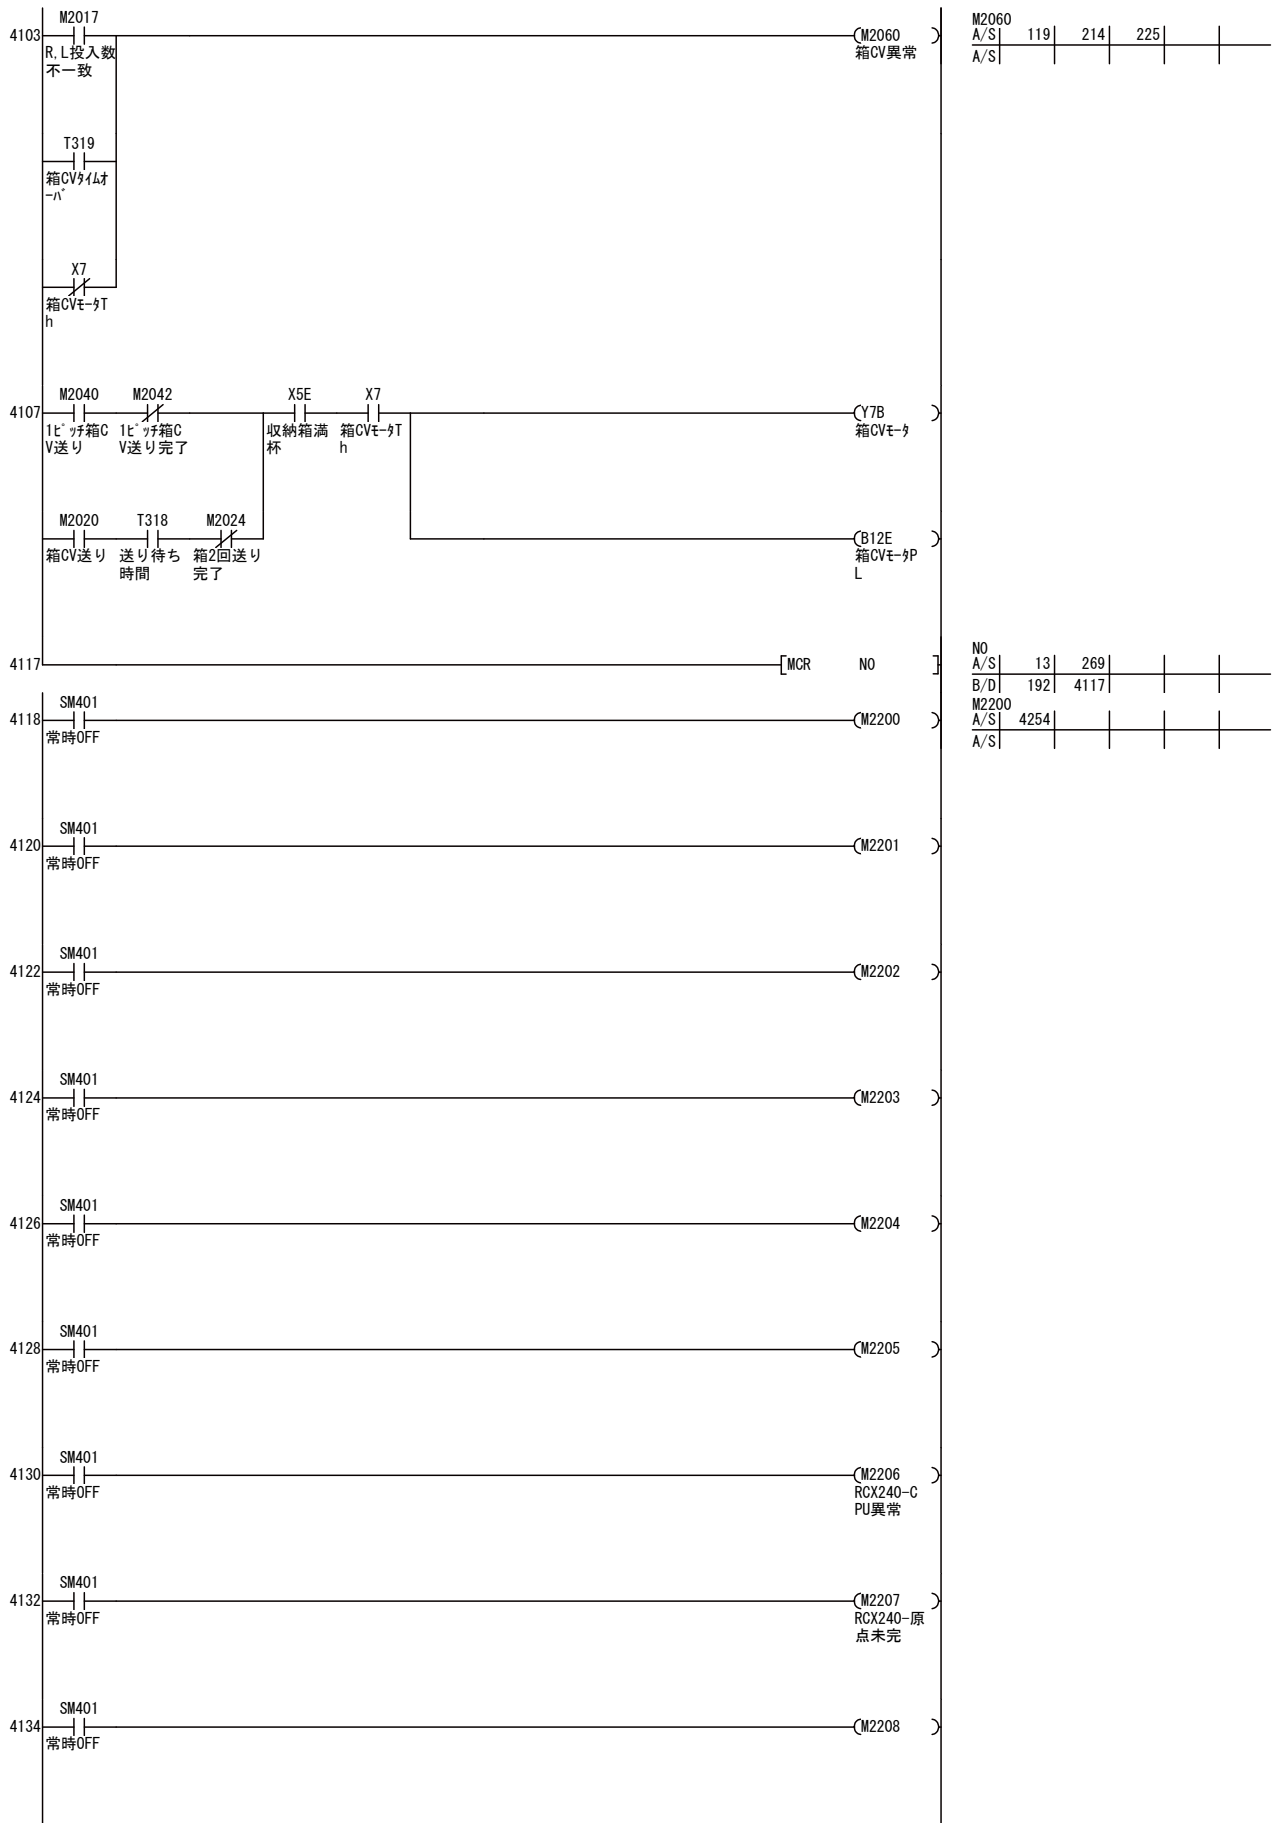 M2017
4103
(M2060 )
R,L投入数
不一致
箱CV異常
M2060
A/S 119 214 225
A/S
T319
箱CVﾀｲﾑｵ
ｰﾊﾞ
X7
箱CVﾓｰﾀT
h
M2040 M2042 X5E X7
4107
(Y7B )
1ﾋﾟｯﾁ箱C
V送り
1ﾋﾟｯﾁ箱C
V送り完了
収納箱満
杯
箱CVﾓｰﾀT
h
箱CVﾓｰﾀ
M2020 T318 M2024
(B12E )
箱CV送り
送り待ち
時間
箱2回送り
完了
箱CVﾓｰﾀP
L
4117
[MCR N0 ]
N0
A/S 13 269
B/D 192 4117
SM401
4118
(M2200 )
常時OFF
M2200
A/S 4254
A/S
SM401
4120
(M2201 )
常時OFF
SM401
4122
(M2202 )
常時OFF
SM401
4124
(M2203 )
常時OFF
SM401
4126
(M2204 )
常時OFF
SM401
4128
(M2205 )
常時OFF
SM401
4130
(M2206 )
常時OFF
RCX240-C
PU異常
SM401
4132
(M2207 )
常時OFF
RCX240-原
点未完
SM401
4134
(M2208 )
常時OFF